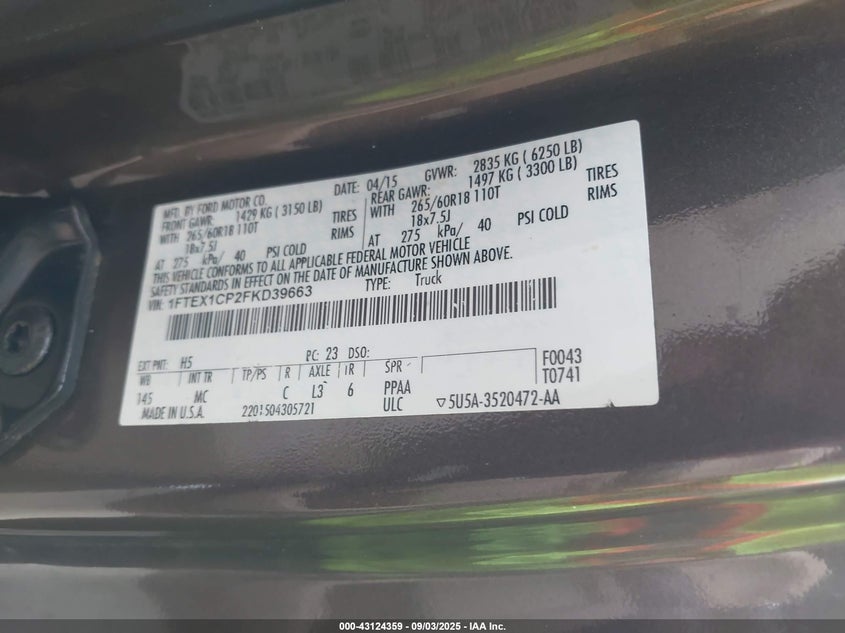 MFD. BY FORD MOTOR CO.
DATE: 04/15 GVWR: 2835 KG ( 6250 LB)
FRONT GAWR: 1429 KG ( 3150 LB) REAR GAWR: 1497 KG ( 3300 LB)
WITH 265/60R18 110T TIRES WITH 265/60R18 110T TIRES
18x7.5J RIMS 18x7.5J RIMS
AT 275 kPa/ 40 PSI COLD AT 275 kPa/ 40 PSI COLD
THIS VEHICLE CONFORMS TO ALL APPLICABLE FEDERAL MOTOR VEHICLE
SAFETY STANDARDS IN EFFECT ON THE DATE OF MANUFACTURE SHOWN ABOVE.
VIN: 1FTEX1CP2FKD39663 TYPE: Truck
EXT PNT: H5 PC: 23 DSO: F0043
WB INT TR TP/PS R AXLE TR SPR T0741
145 MC C L3 6 PPAA
MADE IN U.S.A. 2201504305721 ULC ▽5U5A-3520472-AA
000-43124359 - 09/03/2025 - IAA Inc.